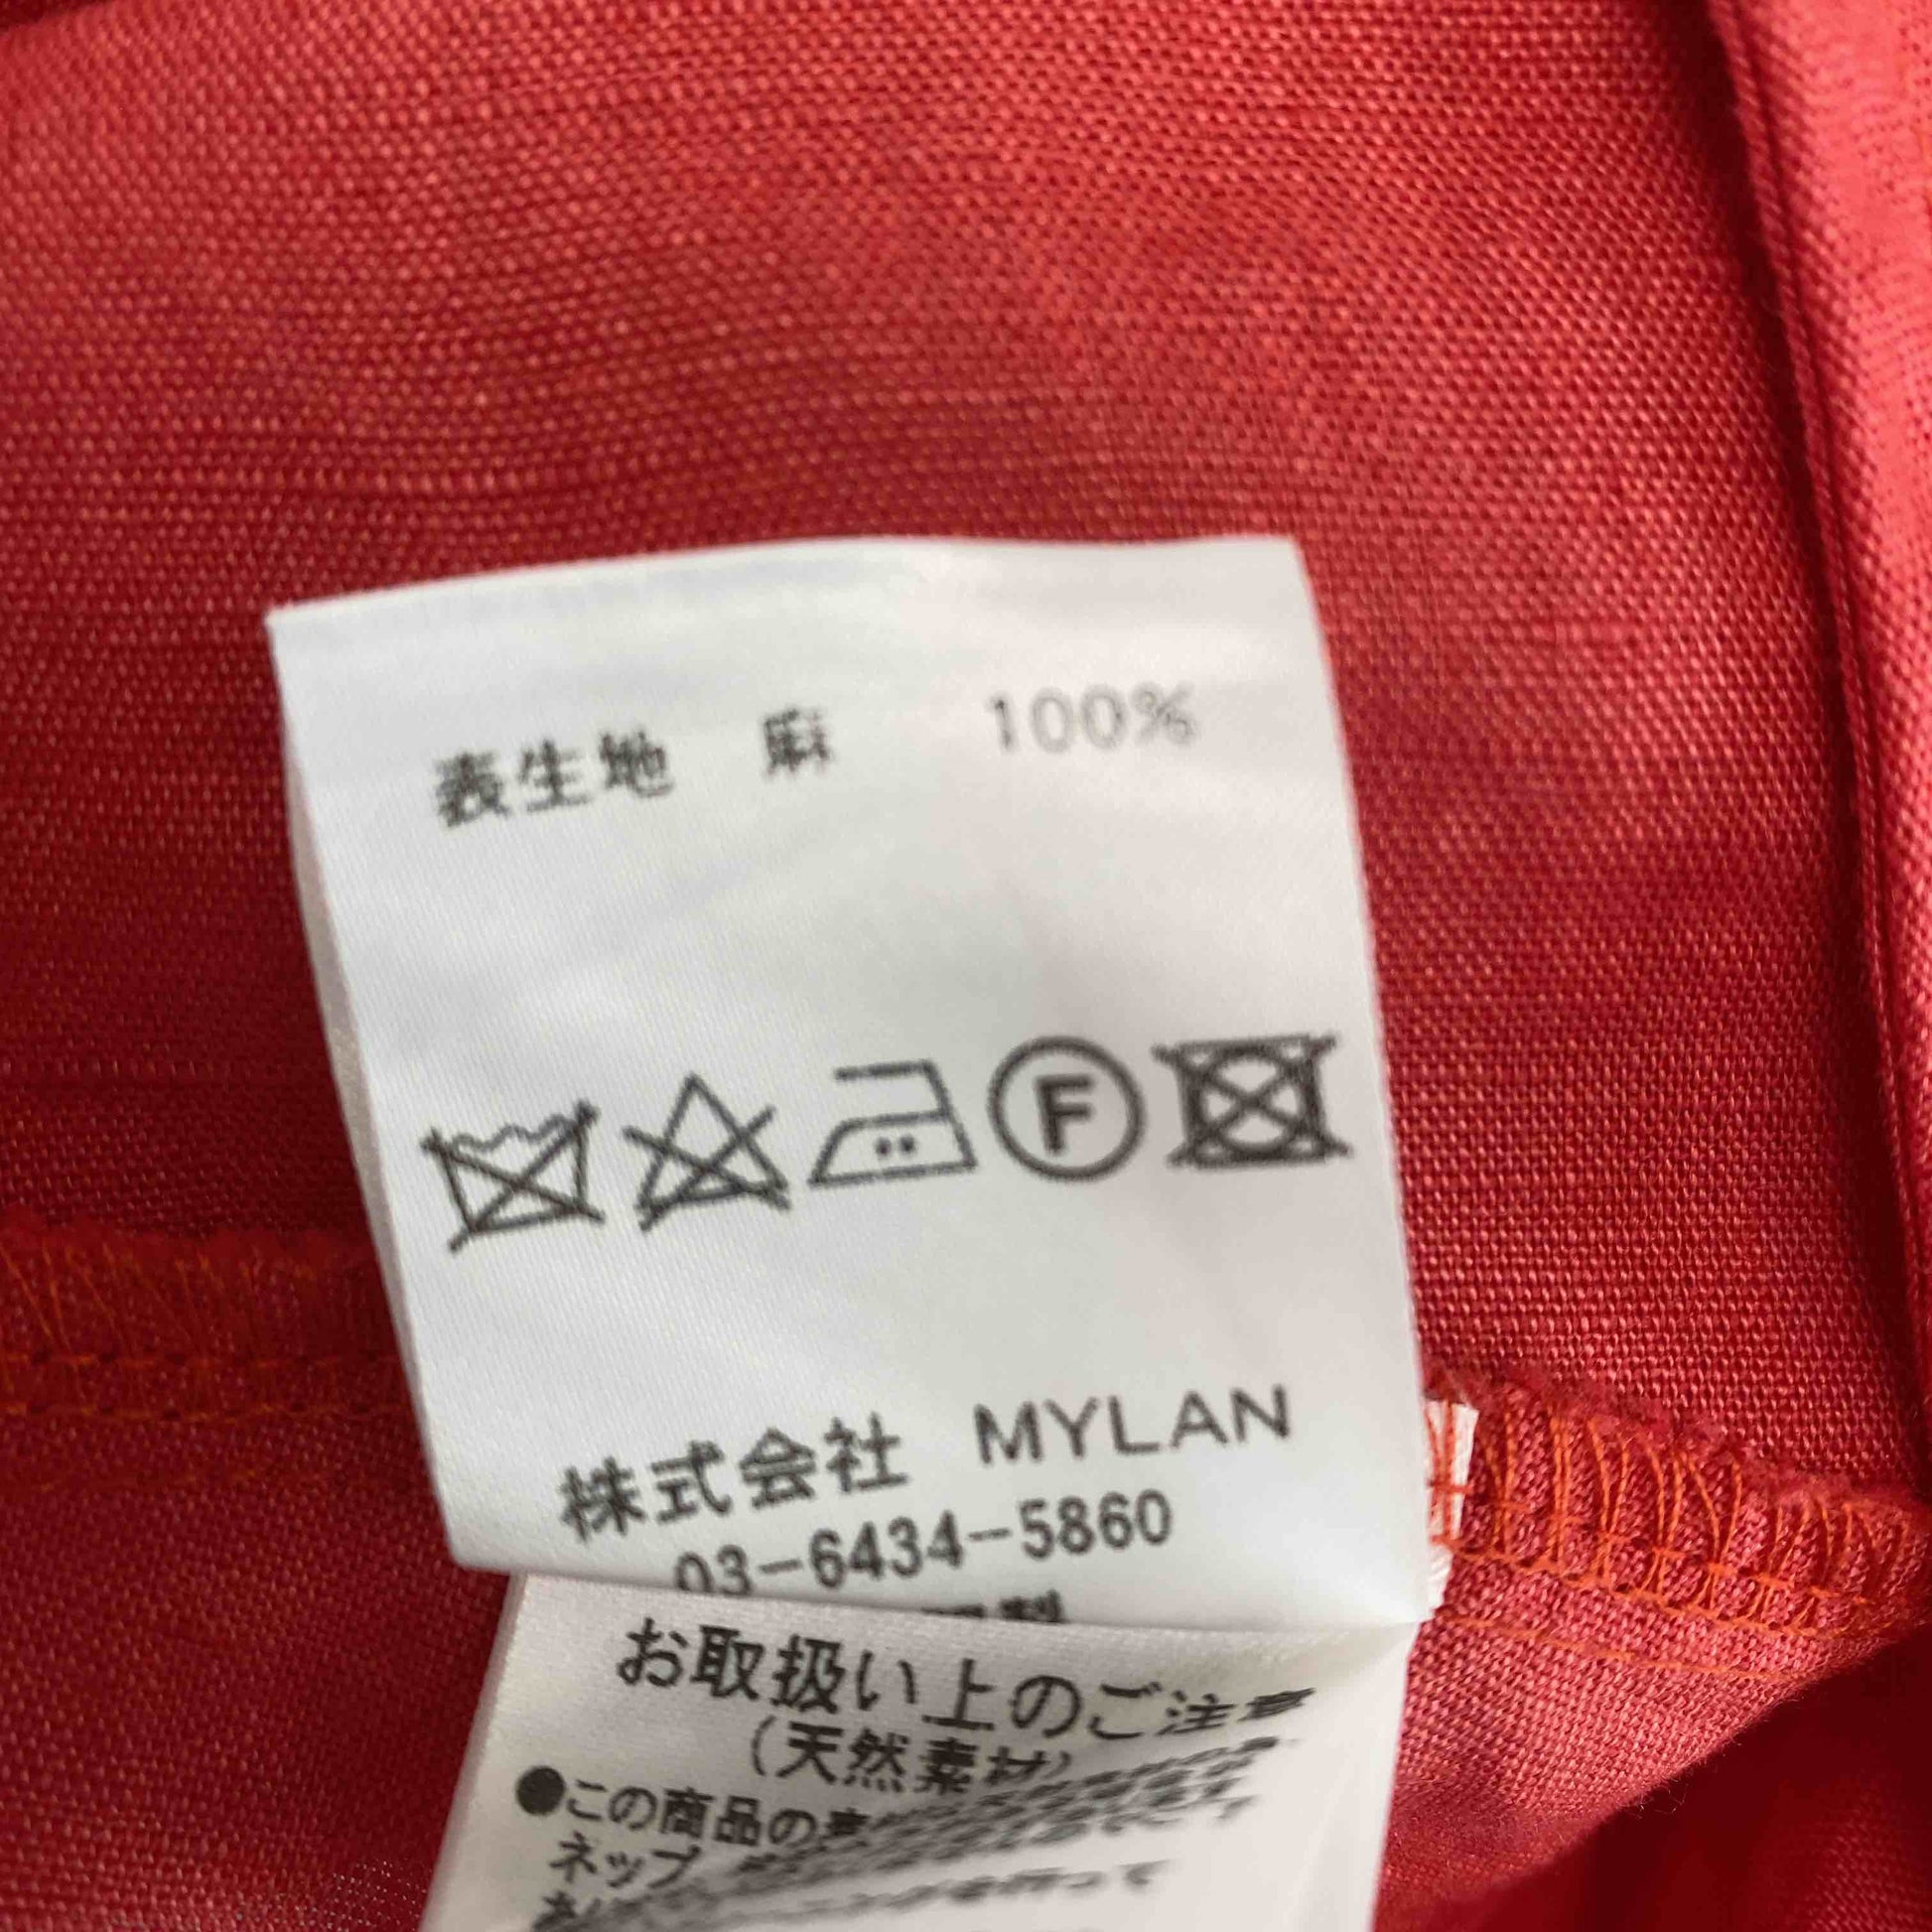 表生地 麻 100%
F
株式会社 MYLAN
03-6434-5860
お取扱い上のご注意
(天然素材)
●この商品の表
ネップ